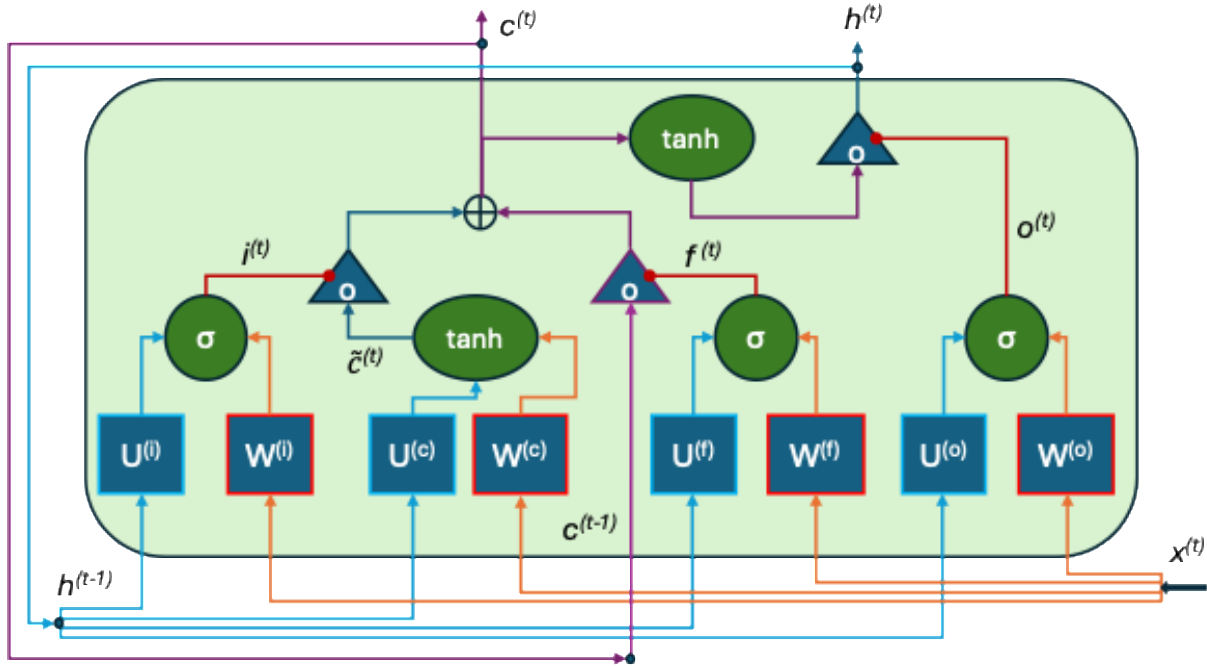 c⁽ᵗ⁾
h⁽ᵗ⁾
tanh
o
o⁽ᵗ⁾
i⁽ᵗ⁾
f⁽ᵗ⁾
o
o
σ
tanh
σ
σ
c̃⁽ᵗ⁾
U⁽ⁱ⁾
W⁽ⁱ⁾
U⁽ᶜ⁾
W⁽ᶜ⁾
U⁽ᶠ⁾
W⁽ᶠ⁾
U⁽ᵒ⁾
W⁽ᵒ⁾
c⁽ᵗ⁻¹⁾
x⁽ᵗ⁾
h⁽ᵗ⁻¹⁾